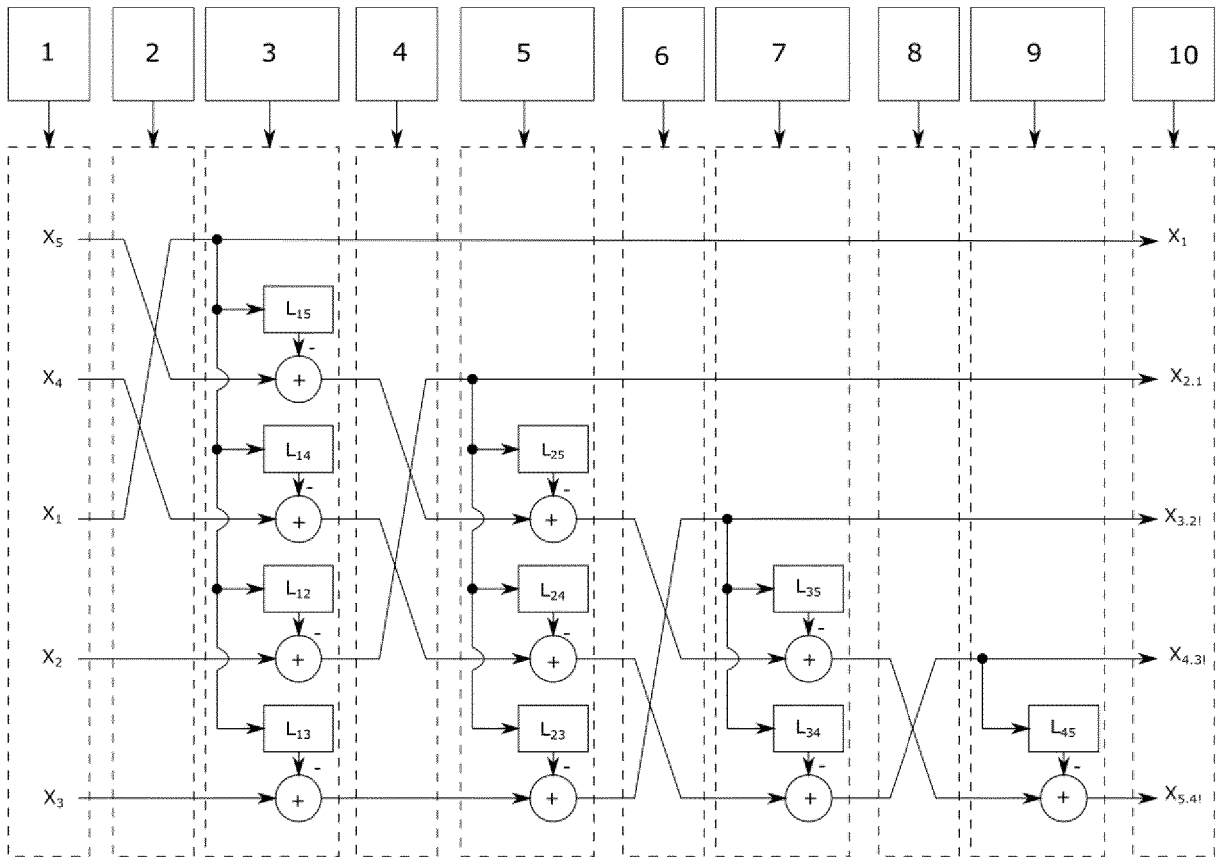 1 2 3 4 5 6 7 8 9 10
X5 X1
L15
-
X4 + X2.1
L14 L25
- -
X1 + + X3.2!
L12 L24 L35
- - -
X2 + + + X4.3!
L13 L23 L34 L45
- - - -
X3 + + + + X5.4!